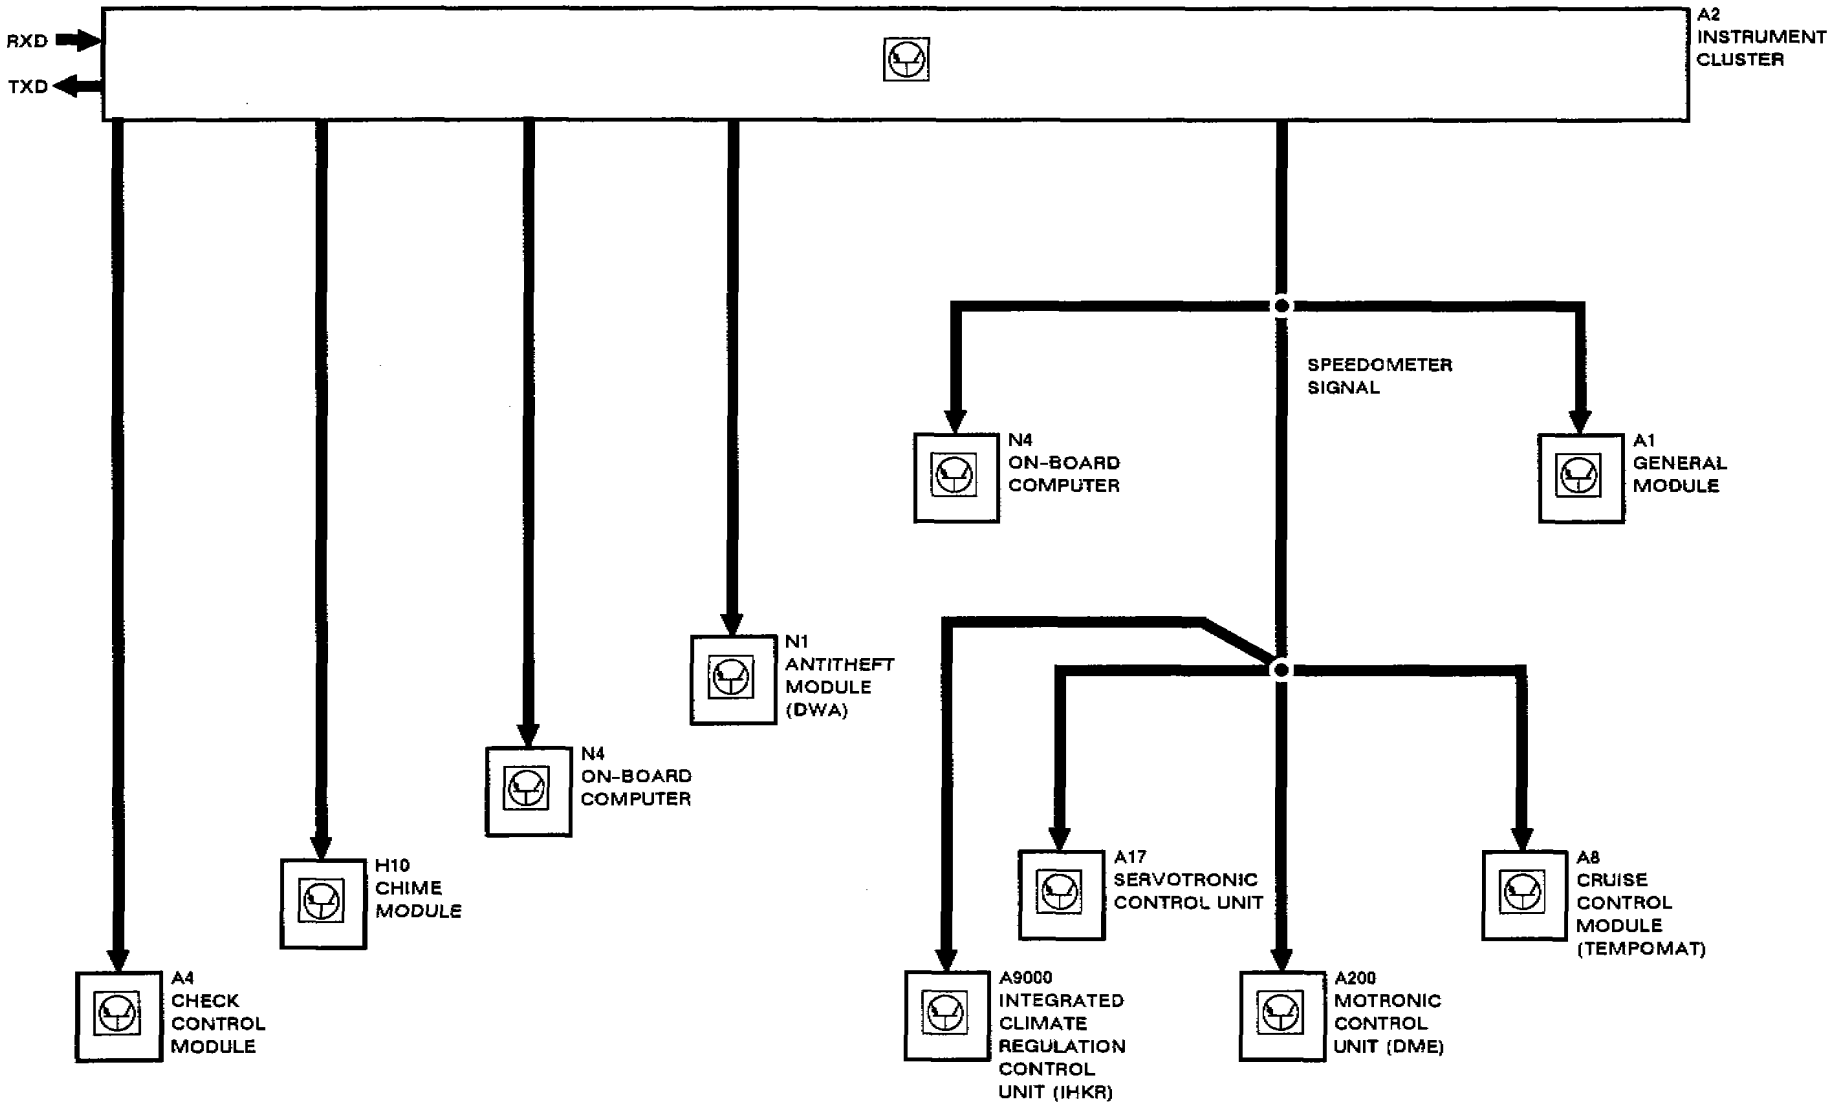 A2
INSTRUMENT
CLUSTER
RXD
TXD
SPEEDOMETER
SIGNAL
N4
ON-BOARD
COMPUTER
A1
GENERAL
MODULE
N1
ANTITHEFT
MODULE
(DWA)
N4
ON-BOARD
COMPUTER
H10
CHIME
MODULE
A17
SERVOTRONIC
CONTROL UNIT
A8
CRUISE
CONTROL
MODULE
(TEMPOMAT)
A4
CHECK
CONTROL
MODULE
A9000
INTEGRATED
CLIMATE
REGULATION
CONTROL
UNIT (IHKR)
A200
MOTRONIC
CONTROL
UNIT (DME)